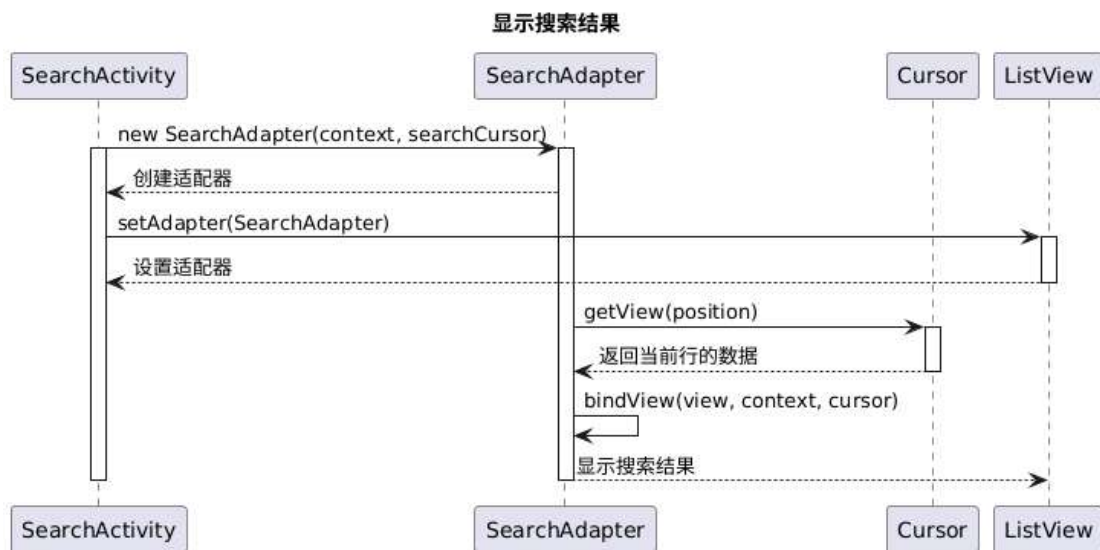 显示搜索结果
SearchActivity SearchAdapter Cursor ListView
new SearchAdapter(context, searchCursor)
创建适配器
setAdapter(SearchAdapter)
设置适配器
getView(position)
返回当前行的数据
bindView(view, context, cursor)
显示搜索结果
SearchActivity SearchAdapter Cursor ListView